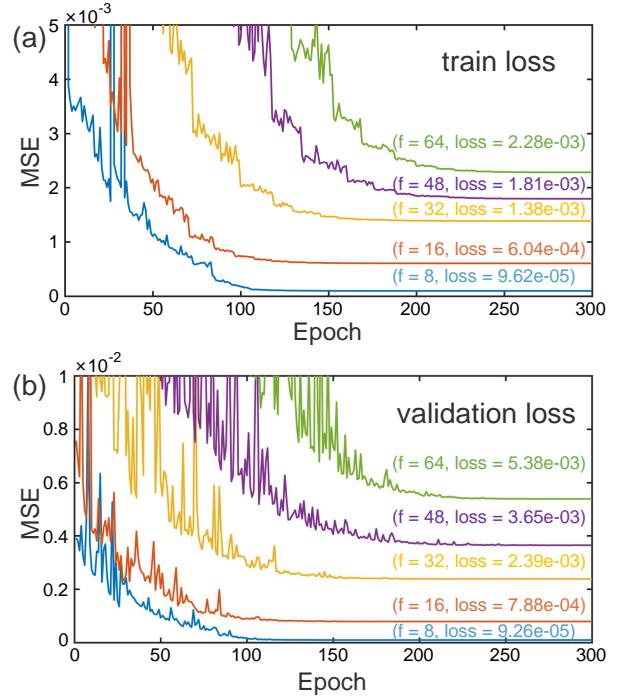 (a)
×10⁻³
5
4
3
2
1
0
MSE
train loss
(f = 64, loss = 2.28e-03)
(f = 48, loss = 1.81e-03)
(f = 32, loss = 1.38e-03)
(f = 16, loss = 6.04e-04)
(f = 8, loss = 9.62e-05)
0 50 100 150 200 250 300
Epoch
(b)
×10⁻²
1
0.8
0.6
0.4
0.2
0
MSE
validation loss
(f = 64, loss = 5.38e-03)
(f = 48, loss = 3.65e-03)
(f = 32, loss = 2.39e-03)
(f = 16, loss = 7.88e-04)
(f = 8, loss = 9.26e-05)
0 50 100 150 200 250 300
Epoch